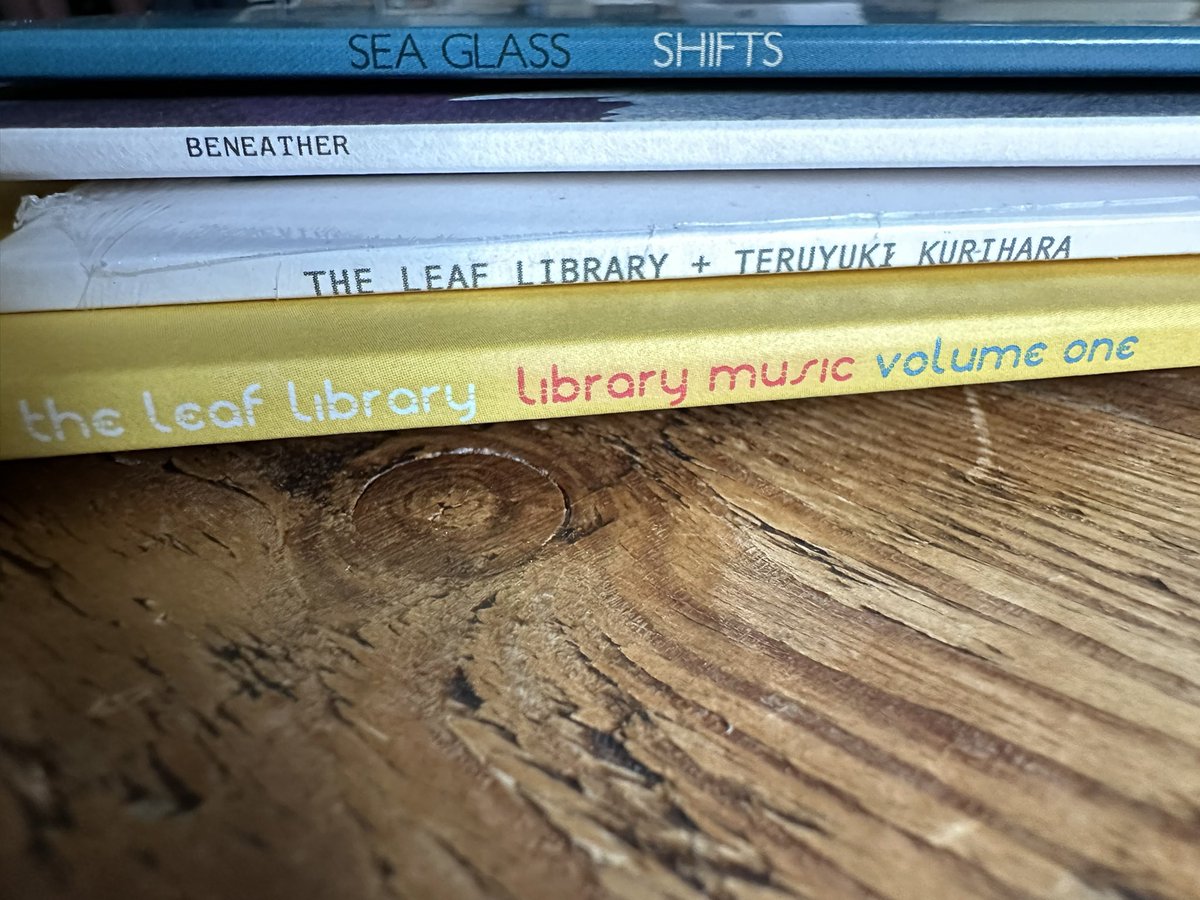 SEA GLASS SHIFTS
BENEATHER
THE LEAF LIBRARY + TERUYUKI KURIHARA
the leaf library library music volume one